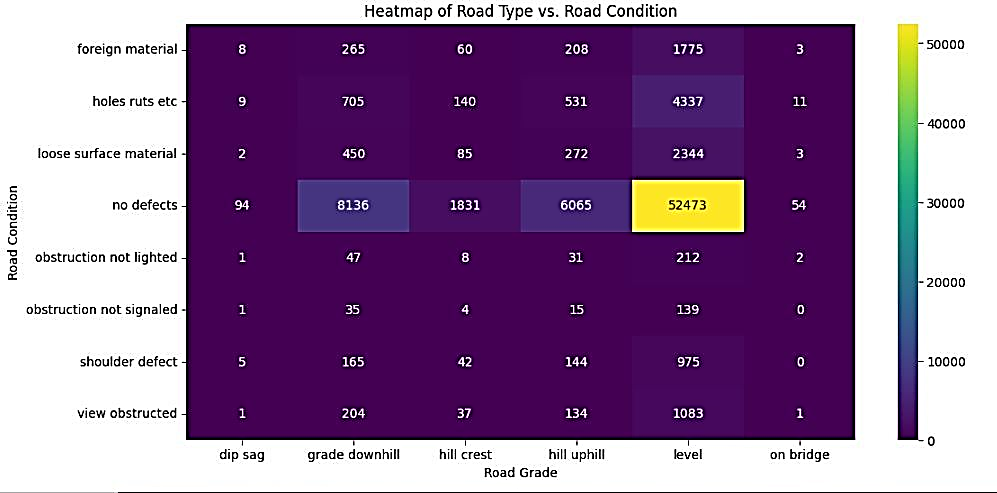 Heatmap of Road Type vs. Road Condition
foreign material 8 265 60 208 1775 3
holes ruts etc 9 705 140 531 4337 11
loose surface material 2 450 85 272 2344 3
no defects 94 8136 1831 6065 52473 54
obstruction not lighted 1 47 8 31 212 2
obstruction not signaled 1 35 4 15 139 0
shoulder defect 5 165 42 144 975 0
view obstructed 1 204 37 134 1083 1
dip sag grade downhill hill crest hill uphill level on bridge
Road Grade
Road Condition
50000
40000
30000
20000
10000
0